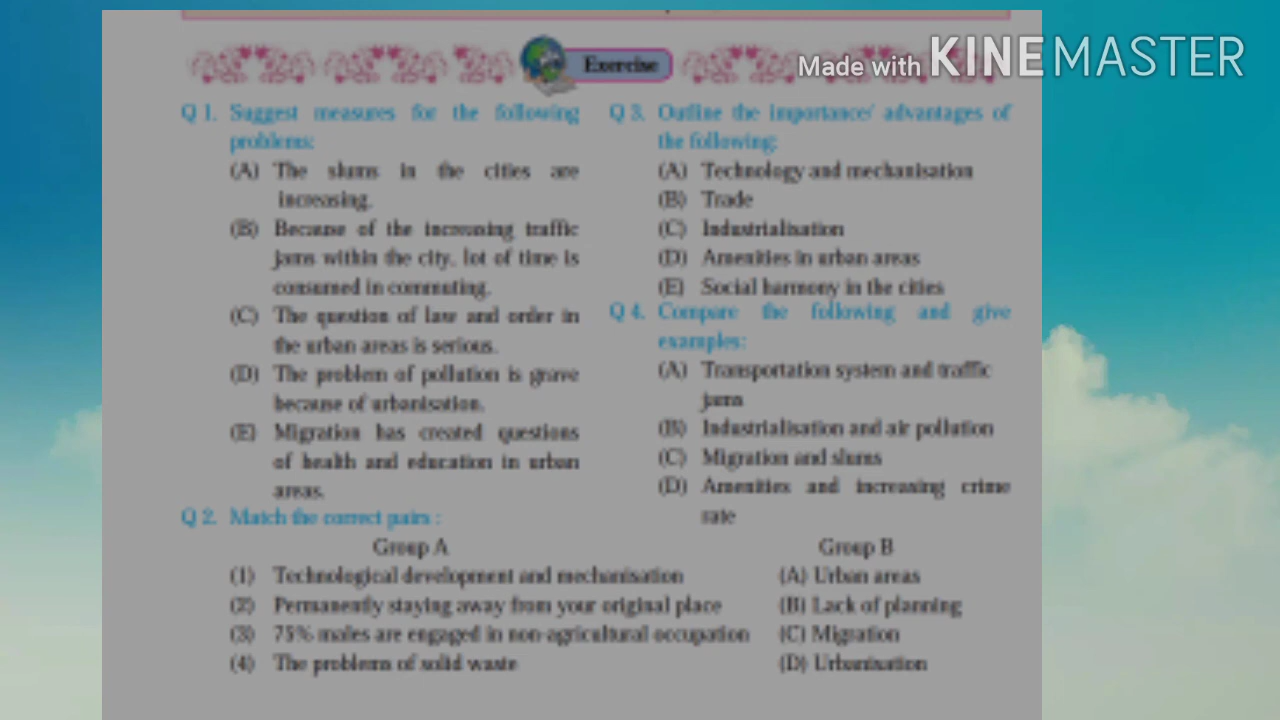 Made with KINEMASTER
Exercise
Q 1. Suggest measures for the following
problems:
(A) The slums in the cities are
increasing.
(B) Because of the increasing traffic
jams within the city, lot of time is
consumed in commuting.
(C) The question of law and order in
the urban areas is serious.
(D) The problem of pollution is grave
because of urbanisation.
(E) Migration has created questions
of health and education in urban
areas.
Q 3. Outline the importance/ advantages of
the following:
(A) Technology and mechanisation
(B) Trade
(C) Industrialisation
(D) Amenities in urban areas
(E) Social harmony in the cities
Q 4. Compare the following and give
examples:
(A) Transportation system and traffic
jams
(B) Industrialisation and air pollution
(C) Migration and slums
(D) Amenities and increasing crime
rate
Q 2. Match the correct pairs :
Group A Group B
(1) Technological development and mechanisation (A) Urban areas
(2) Permanently staying away from your original place (B) Lack of planning
(3) 75% males are engaged in non-agricultural occupation (C) Migration
(4) The problems of solid waste (D) Urbanisation